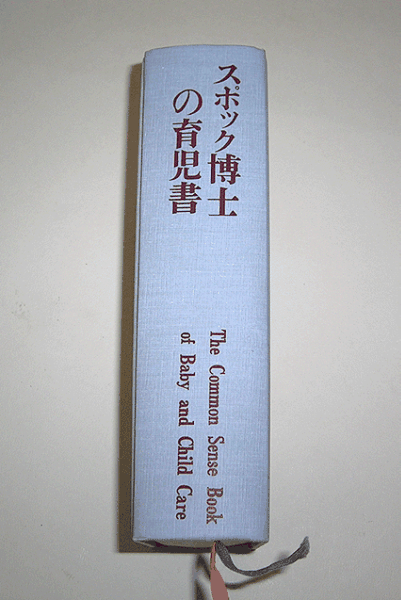 スポック博士
の育児書
The Common Sense Book
of Baby and Child Care